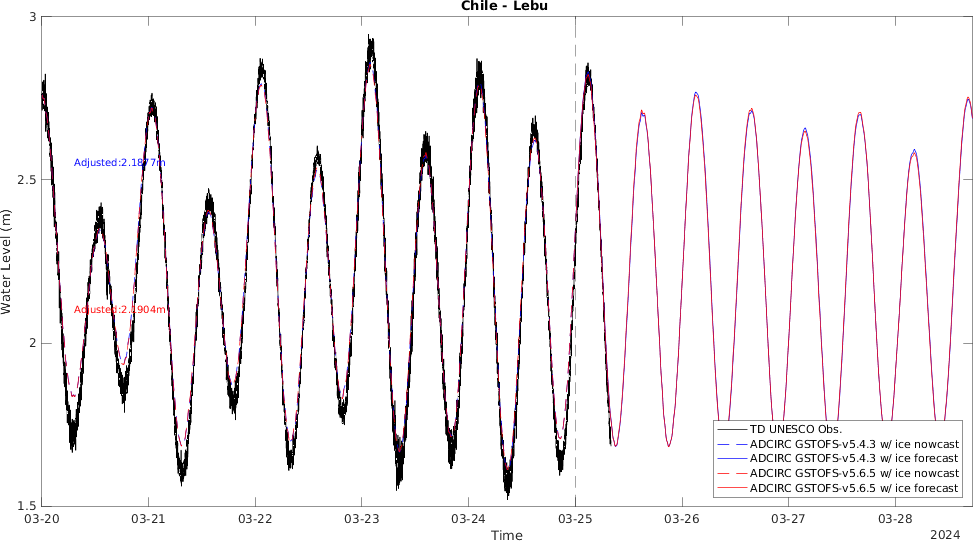 Chile - Lebu
3
2.5
2
1.5
Water Level (m)
Adjusted:2.1877m
Adjusted:2.1904m
TD UNESCO Obs.
ADCIRC GSTOFS-v5.4.3 w/ ice nowcast
ADCIRC GSTOFS-v5.4.3 w/ ice forecast
ADCIRC GSTOFS-v5.6.5 w/ ice nowcast
ADCIRC GSTOFS-v5.6.5 w/ ice forecast
03-20 03-21 03-22 03-23 03-24 03-25 03-26 03-27 03-28
Time
2024